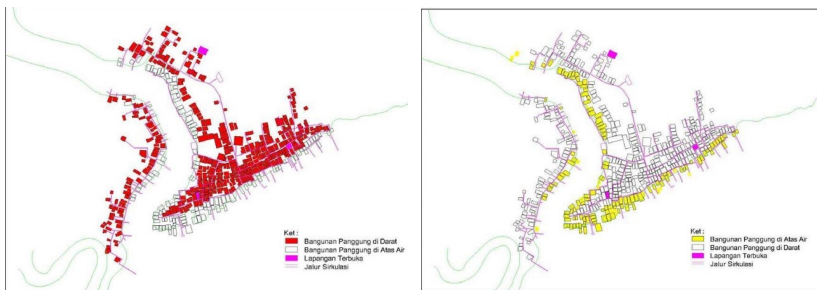 Ket :
Bangunan Panggung di Darat
Bangunan Panggung di Atas Air
Lapangan Terbuka
Jalur Sirkulasi
Ket :
Bangunan Panggung di Atas Air
Bangunan Panggung di Darat
Lapangan Terbuka
Jalur Sirkulasi